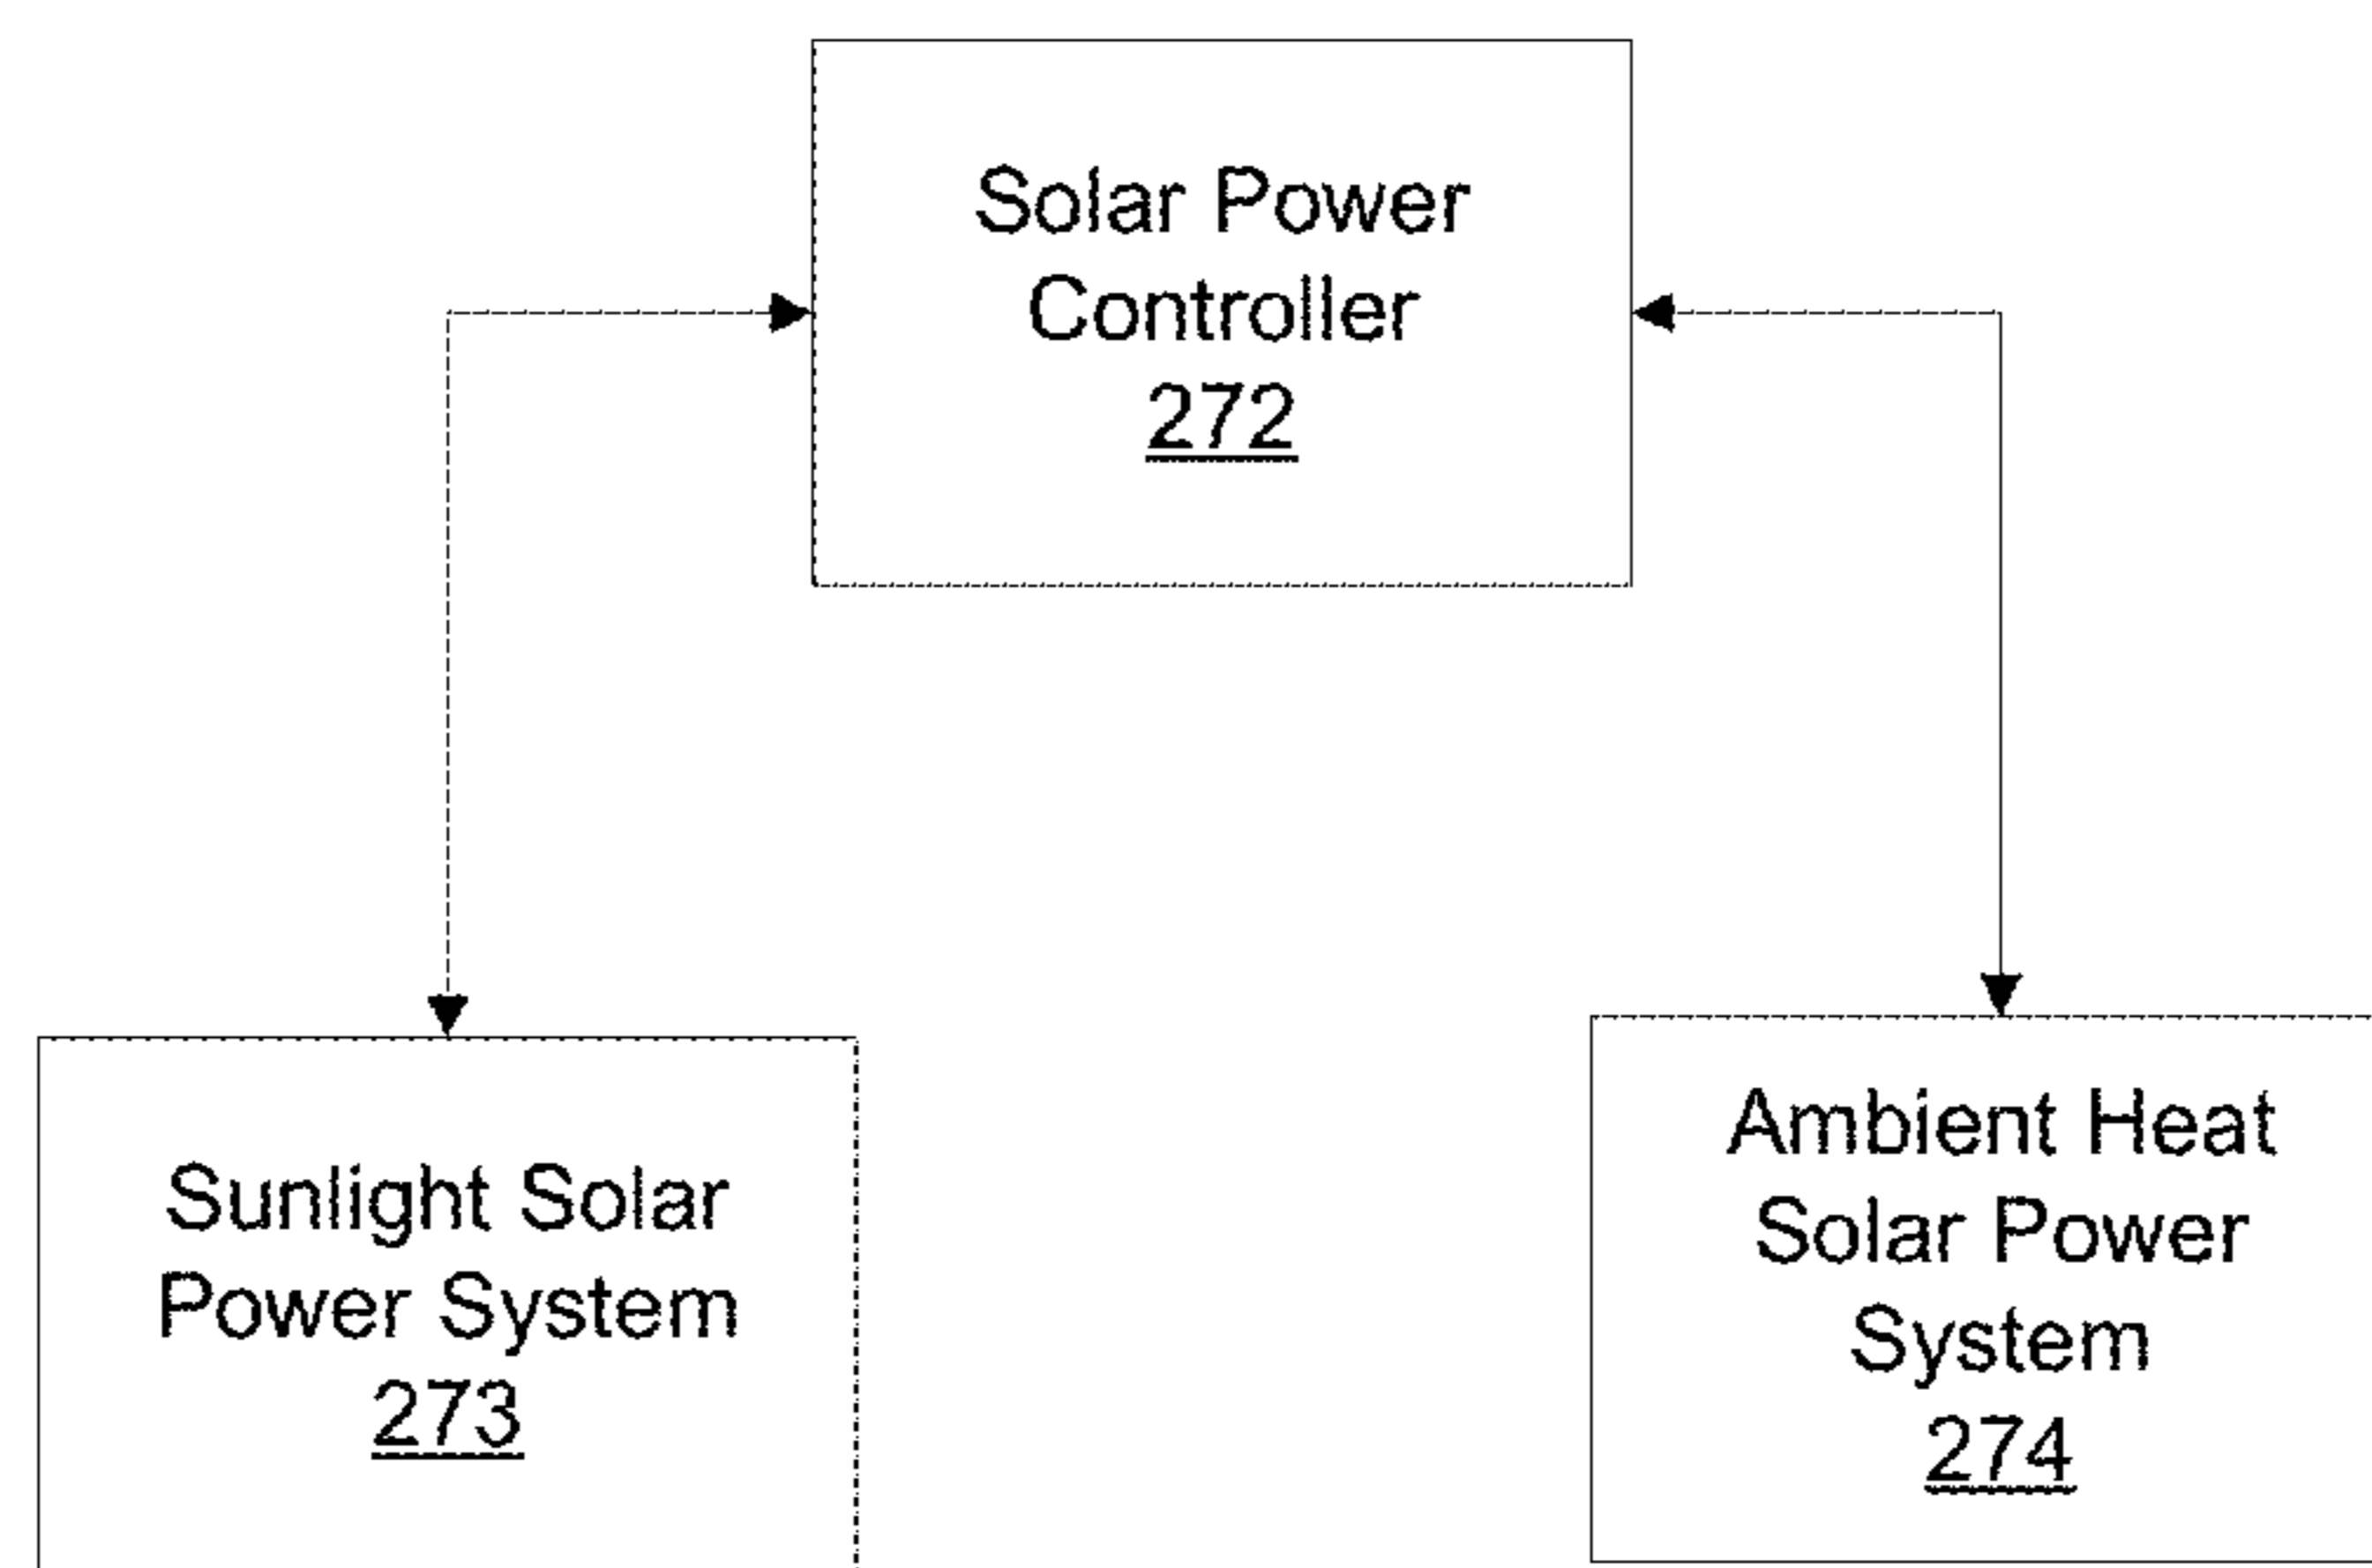 Solar Power
Controller
272
Sunlight Solar
Power System
273
Ambient Heat
Solar Power
System
274